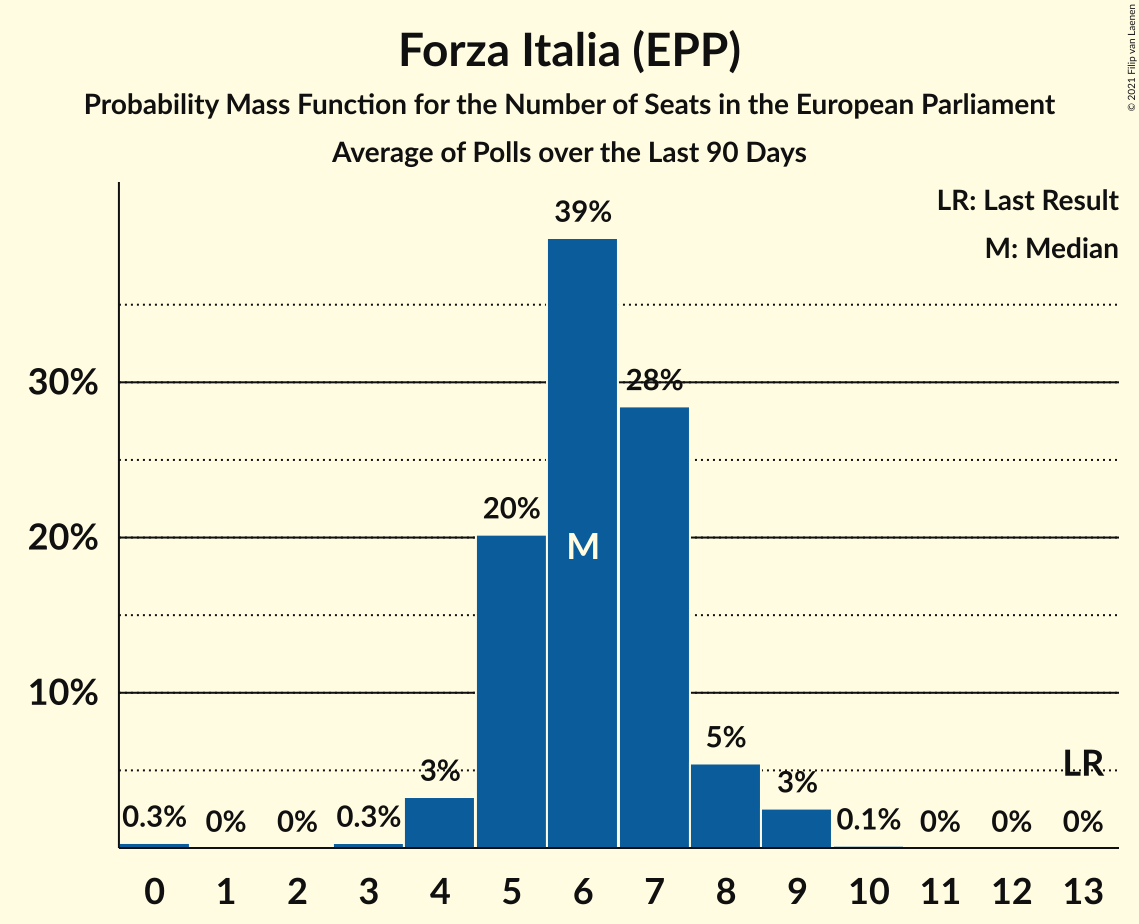 Forza Italia (EPP)
Probability Mass Function for the Number of Seats in the European Parliament
Average of Polls over the Last 90 Days
© 2021 Filip van Laenen
LR: Last Result
M: Median
39%
30%
28%
20%
20%
M
10%
5%
LR
3%
3%
0.3%
0%
0%
0.3%
0.1%
0%
0%
0%
0 1 2 3 4 5 6 7 8 9 10 11 12 13